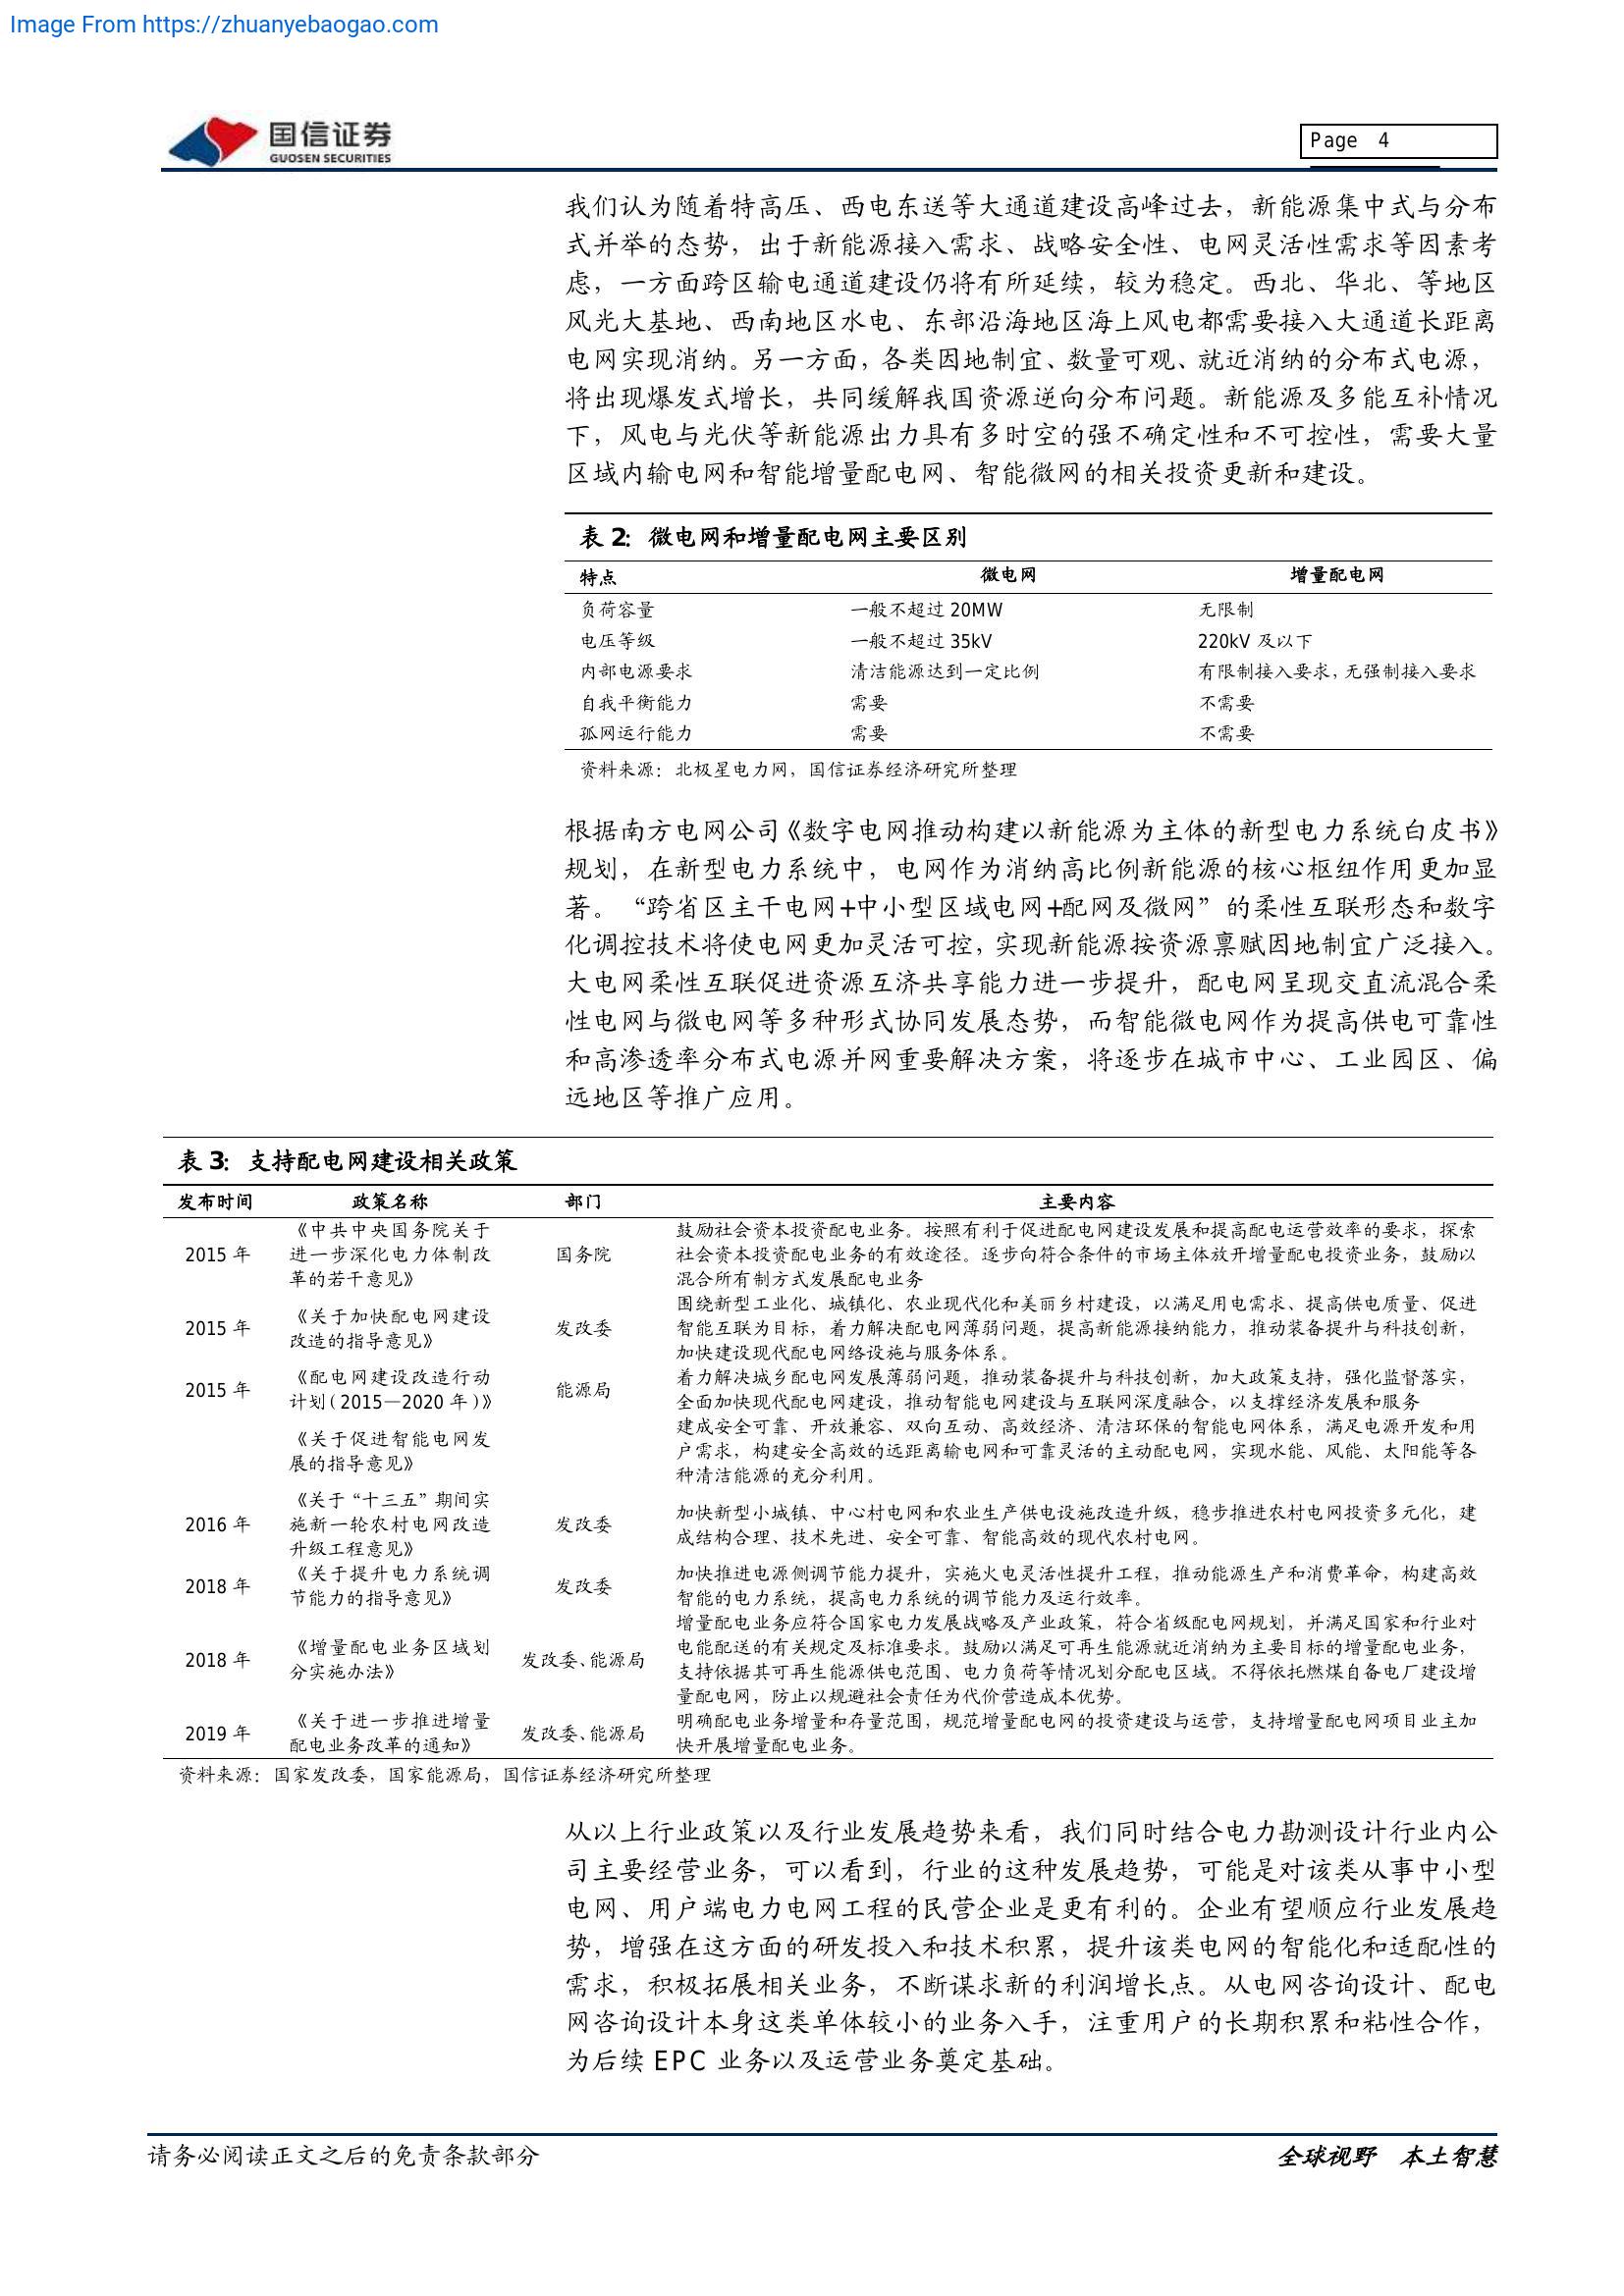 Image From https://zhuanyebaogao.com
国信证券
GUOSEN SECURITIES
Page 4
我们认为随着特高压、西电东送等大通道建设高峰过去，新能源集中式与分布
式并举的态势，出于新能源接入需求、战略安全性、电网灵活性需求等因素考
虑，一方面跨区输电通道建设仍将有所延续，较为稳定。西北、华北、等地区
风光大基地、西南地区水电、东部沿海地区海上风电都需要接入大通道长距离
电网实现消纳。另一方面，各类因地制宜、数量可观、就近消纳的分布式电源，
将出现爆发式增长，共同缓解我国资源逆向分布问题。新能源及多能互补情况
下，风电与光伏等新能源出力具有多时空的强不确定性和不可控性，需要大量
区域内输电网和智能增量配电网、智能微网的相关投资更新和建设。
表 2：微电网和增量配电网主要区别
特点 微电网 增量配电网
负荷容量 一般不超过 20MW 无限制
电压等级 一般不超过 35kV 220kV 及以下
内部电源要求 清洁能源达到一定比例 有限制接入要求，无强制接入要求
自我平衡能力 需要 不需要
孤网运行能力 需要 不需要
资料来源：北极星电力网，国信证券经济研究所整理
根据南方电网公司《数字电网推动构建以新能源为主体的新型电力系统白皮书》
规划，在新型电力系统中，电网作为消纳高比例新能源的核心枢纽作用更加显
著。“跨省区主干电网+中小型区域电网+配网及微网”的柔性互联形态和数字
化调控技术将使电网更加灵活可控，实现新能源按资源禀赋因地制宜广泛接入。
大电网柔性互联促进资源互济共享能力进一步提升，配电网呈现交直流混合柔
性电网与微电网等多种形式协同发展态势，而智能微电网作为提高供电可靠性
和高渗透率分布式电源并网重要解决方案，将逐步在城市中心、工业园区、偏
远地区等推广应用。
表 3：支持配电网建设相关政策
发布时间 政策名称 部门 主要内容
2015 年
《中共中央国务院关于
进一步深化电力体制改
革的若干意见》
国务院
鼓励社会资本投资配电业务。按照有利于促进配电网建设发展和提高配电运营效率的要求，探索
社会资本投资配电业务的有效途径。逐步向符合条件的市场主体放开增量配电投资业务，鼓励以
混合所有制方式发展配电业务
2015 年
《关于加快配电网建设
改造的指导意见》
发改委
围绕新型工业化、城镇化、农业现代化和美丽乡村建设，以满足用电需求、提高供电质量、促进
智能互联为目标，着力解决配电网薄弱问题，提高新能源接纳能力，推动装备提升与科技创新，
加快建设现代配电网络设施与服务体系。
2015 年
《配电网建设改造行动
计划（2015—2020 年）》
能源局
着力解决城乡配电网发展薄弱问题，推动装备提升与科技创新，加大政策支持，强化监督落实，
全面加快现代配电网建设，推动智能电网建设与互联网深度融合，以支撑经济发展和服务
《关于促进智能电网发
展的指导意见》
建成安全可靠、开放兼容、双向互动、高效经济、清洁环保的智能电网体系，满足电源开发和用
户需求，构建安全高效的远距离输电网和可靠灵活的主动配电网，实现水能、风能、太阳能等各
种清洁能源的充分利用。
2016 年
《关于“十三五”期间实
施新一轮农村电网改造
升级工程意见》
发改委
加快新型小城镇、中心村电网和农业生产供电设施改造升级，稳步推进农村电网投资多元化，建
成结构合理、技术先进、安全可靠、智能高效的现代农村电网。
2018 年
《关于提升电力系统调
节能力的指导意见》
发改委
加快推进电源侧调节能力提升，实施火电灵活性提升工程，推动能源生产和消费革命，构建高效
智能的电力系统，提高电力系统的调节能力及运行效率。
2018 年
《增量配电业务区域划
分实施办法》
发改委、能源局
增量配电业务应符合国家电力发展战略及产业政策，符合省级配电网规划，并满足国家和行业对
电能配送的有关规定及标准要求。鼓励以满足可再生能源就近消纳为主要目标的增量配电业务，
支持依据其可再生能源供电范围、电力负荷等情况划分配电区域。不得依托燃煤自备电厂建设增
量配电网，防止以规避社会责任为代价营造成本优势。
2019 年
《关于进一步推进增量
配电业务改革的通知》
发改委、能源局
明确配电业务增量和存量范围，规范增量配电网的投资建设与运营，支持增量配电网项目业主加
快开展增量配电业务。
资料来源：国家发改委，国家能源局，国信证券经济研究所整理
从以上行业政策以及行业发展趋势来看，我们同时结合电力勘测设计行业内公
司主要经营业务，可以看到，行业的这种发展趋势，可能是对该类从事中小型
电网、用户端电力电网工程的民营企业是更有利的。企业有望顺应行业发展趋
势，增强在这方面的研发投入和技术积累，提升该类电网的智能化和适配性的
需求，积极拓展相关业务，不断谋求新的利润增长点。从电网咨询设计、配电
网咨询设计本身这类单体较小的业务入手，注重用户的长期积累和粘性合作，
为后续 EPC 业务以及运营业务奠定基础。
请务必阅读正文之后的免责条款部分
全球视野 本土智慧